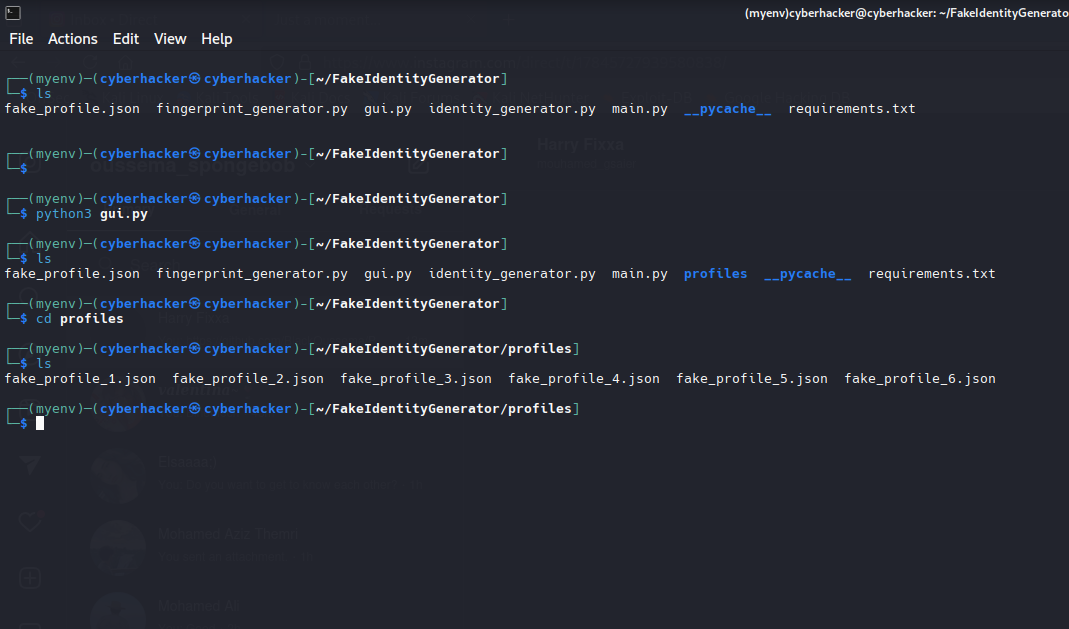 (myenv)cyberhacker@cyberhacker: ~/FakeIdentityGenerato
File Actions Edit View Help
┌──(myenv)─(cyberhacker㉿cyberhacker)-[~/FakeIdentityGenerator]
└─$ ls
fake_profile.json fingerprint_generator.py gui.py identity_generator.py main.py __pycache__ requirements.txt
┌──(myenv)─(cyberhacker㉿cyberhacker)-[~/FakeIdentityGenerator]
└─$
┌──(myenv)─(cyberhacker㉿cyberhacker)-[~/FakeIdentityGenerator]
└─$ python3 gui.py
┌──(myenv)─(cyberhacker㉿cyberhacker)-[~/FakeIdentityGenerator]
└─$ ls
fake_profile.json fingerprint_generator.py gui.py identity_generator.py main.py profiles __pycache__ requirements.txt
┌──(myenv)─(cyberhacker㉿cyberhacker)-[~/FakeIdentityGenerator]
└─$ cd profiles
┌──(myenv)─(cyberhacker㉿cyberhacker)-[~/FakeIdentityGenerator/profiles]
└─$ ls
fake_profile_1.json fake_profile_2.json fake_profile_3.json fake_profile_4.json fake_profile_5.json fake_profile_6.json
┌──(myenv)─(cyberhacker㉿cyberhacker)-[~/FakeIdentityGenerator/profiles]
└─$